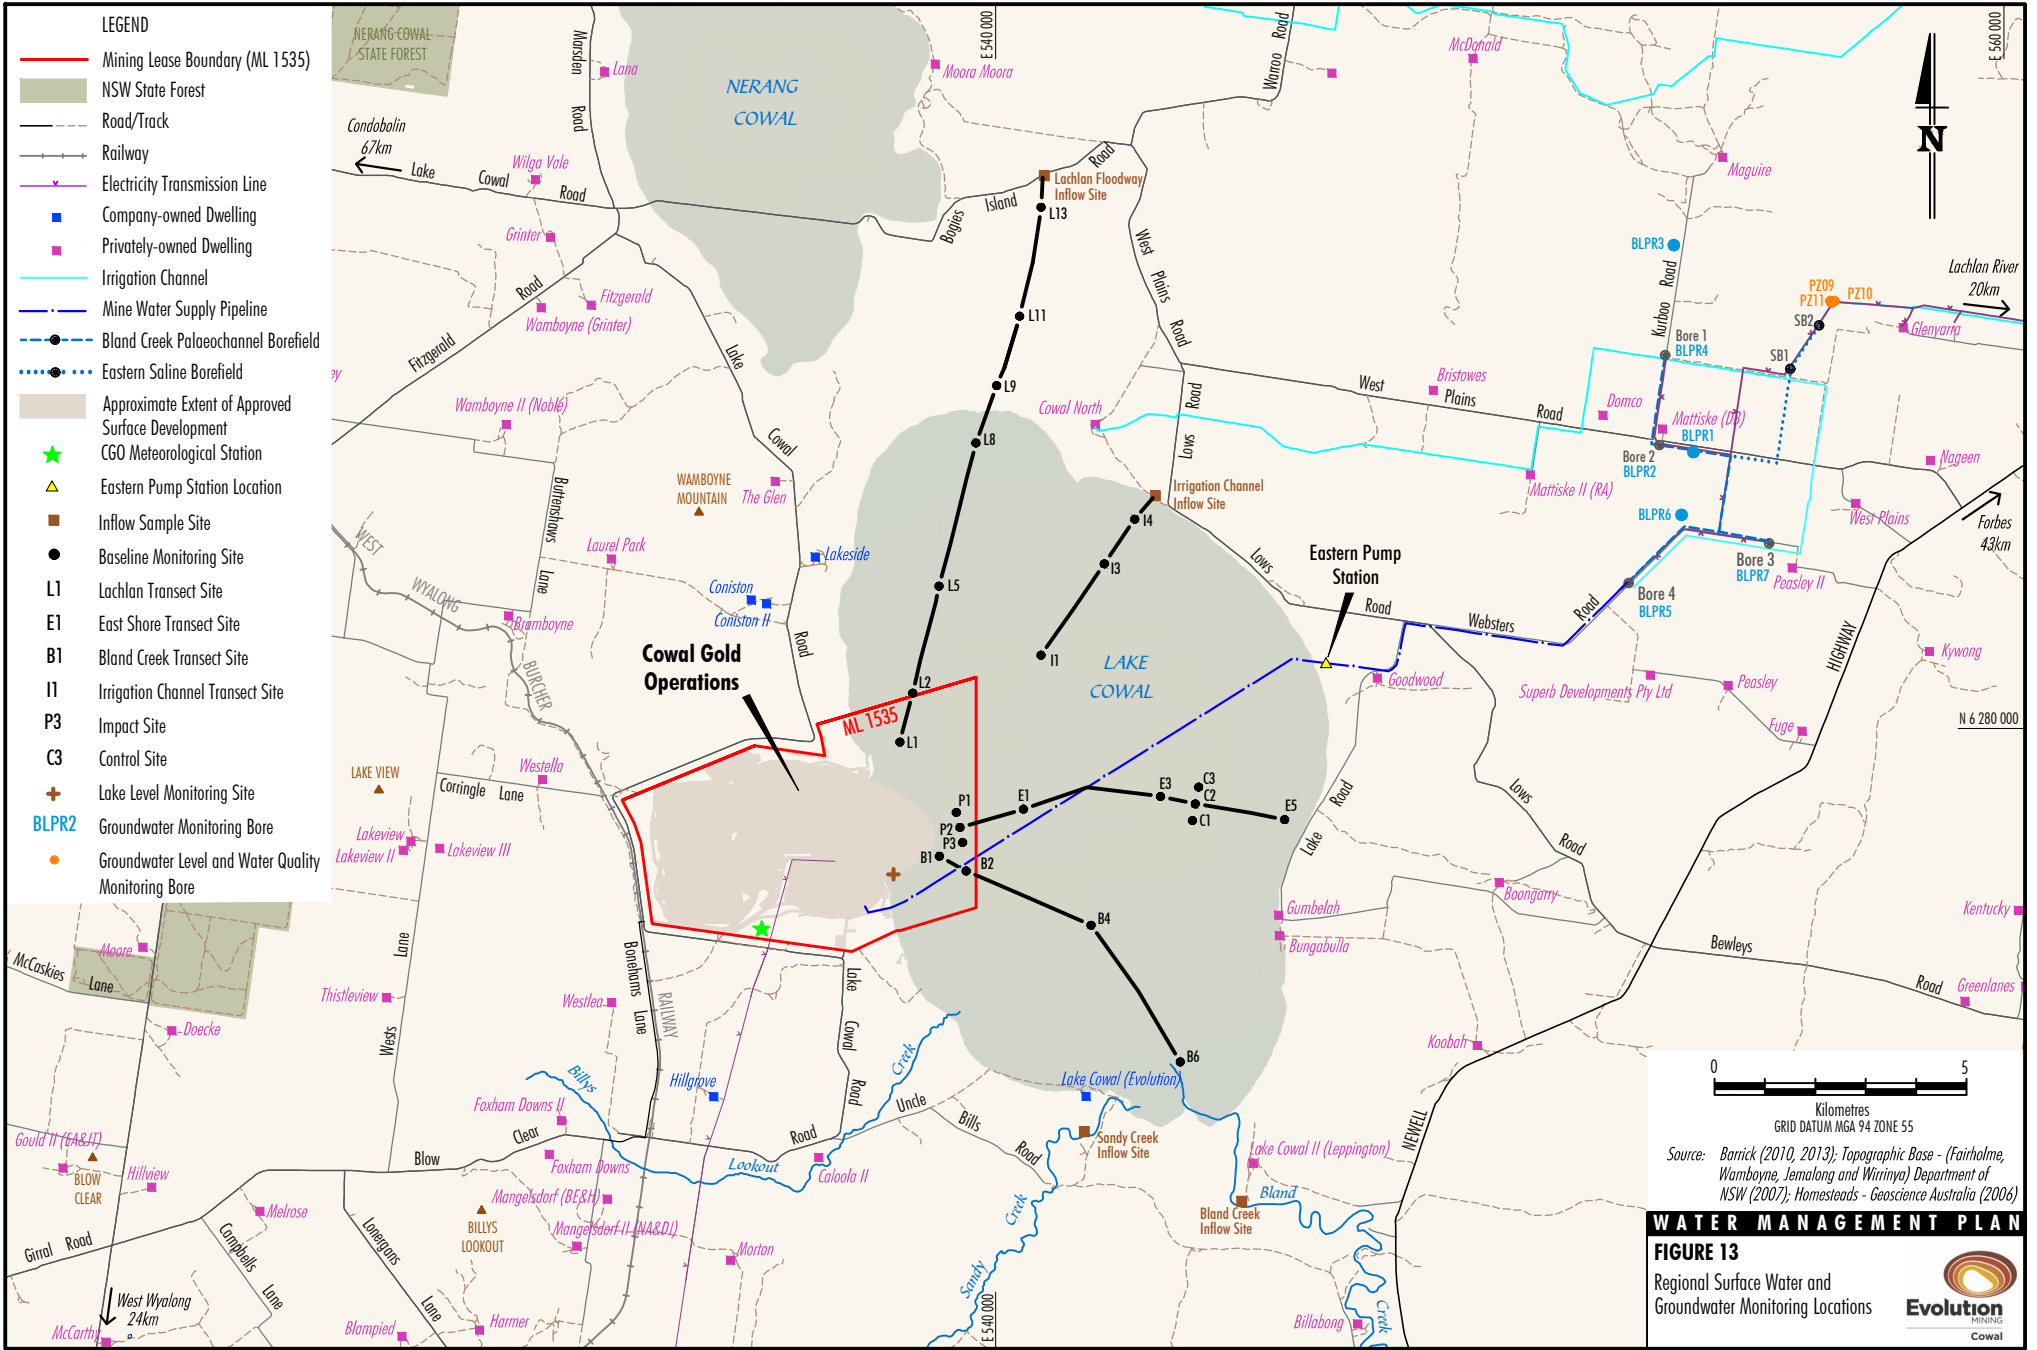 LEGEND
Mining Lease Boundary (ML 1535)
NSW State Forest
Road/Track
Railway
Electricity Transmission Line
Company-owned Dwelling
Privately-owned Dwelling
Irrigation Channel
Mine Water Supply Pipeline
Bland Creek Palaeochannel Borefield
Eastern Saline Borefield
Approximate Extent of Approved
Surface Development
CGO Meteorological Station
Eastern Pump Station Location
Inflow Sample Site
Baseline Monitoring Site
L1 Lachlan Transect Site
E1 East Shore Transect Site
B1 Bland Creek Transect Site
I1 Irrigation Channel Transect Site
P3 Impact Site
C3 Control Site
Lake Level Monitoring Site
BLPR2 Groundwater Monitoring Bore
Groundwater Level and Water Quality
Monitoring Bore
NERANG COWAL
STATE FOREST
Marsden
Road
Lana
NERANG
COWAL
Moora Moora
E 540 000
Warroo Road
McDonald
E 560 000
N
Condobolin
67km
Lake Cowal Road
Wilga Vale
Grinter
Fitzgerald
Wamboyne (Grinter)
Fitzgerald Road
Bogies Island Road
Lachlan Floodway
Inflow Site
L13
L11
L9
L8
L5
L2
L1
West Plains Road
Maguire
BLPR3
Kurboo Road
Lachlan River
20km
PZ09
PZ11
PZ10
SB2
SB1
Glenyarra
Bore 1
BLPR4
ey
Wamboyne II (Noble)
Lake Cowal Road
WAMBOYNE
MOUNTAIN
The Glen
Cowal North
Lows Road
West Plains Road
Bristowes
Domco
Mattiske (DB)
BLPR1
Bore 2
BLPR2
Mattiske II (RA)
Nageen
West Plains
Forbes
43km
Buttenshaws
Lane
Laurel Park
Lakeside
Coniston
Coniston II
Bramboyne
WEST
WYALONG
BURCHER
RAILWAY
Irrigation Channel
Inflow Site
I4
I3
I1
Eastern Pump
Station
Lows Road
Websters Road
BLPR6
Bore 3
BLPR7
Peasley II
Bore 4
BLPR5
HIGHWAY
Kywong
Cowal Gold
Operations
ML 1535
LAKE
COWAL
Goodwood
Superb Developments Pty Ltd
Peasley
Fuge
N 6 280 000
LAKE VIEW
Westella
Corringle Lane
Lakeview
Lakeview II
Lakeview III
P1
P2
P3
E1
E3
E5
C3
C2
C1
B1
B2
B4
B6
Lake Road
Lows Road
Boongarry
Gumbelah
Bungabulla
Kentucky
Bewleys Road
Greenlanes
Moore
McCaskies Lane
Thistleview
Wests Lane
Doecke
Westlea
Bonehams Lane
Lake Cowal Road
Koobah
Billys
Creek
Hillgrove
Lake Cowal (Evolution)
Uncle Bills Road
Foxham Downs II
Clear
Blow
Road
Lookout
Foxham Downs
Caloola II
Gould II (EA&JT)
BLOW
CLEAR
Hillview
Melrose
Mangelsdorf (BE&H)
Mangelsdorf II (NA&DJ)
BILLYS
LOOKOUT
Morton
Girral Road
Campbells Lane
Lonergans Lane
West Wyalong
24km
McCarthy
Blampied
Harmer
Sandy Creek
Inflow Site
Sandy Creek
E 540 000
Lake Cowal II (Leppington)
Bland
Creek
Bland Creek
Inflow Site
Billabong
NEWELL
0 5
Kilometres
GRID DATUM MGA 94 ZONE 55
Source: Barrick (2010, 2013); Topographic Base - (Fairholme,
Wamboyne, Jemalong and Wirrinya) Department of
NSW (2007); Homesteads - Geoscience Australia (2006)
WATER MANAGEMENT PLAN
FIGURE 13
Regional Surface Water and
Groundwater Monitoring Locations
Evolution
MINING
Cowal